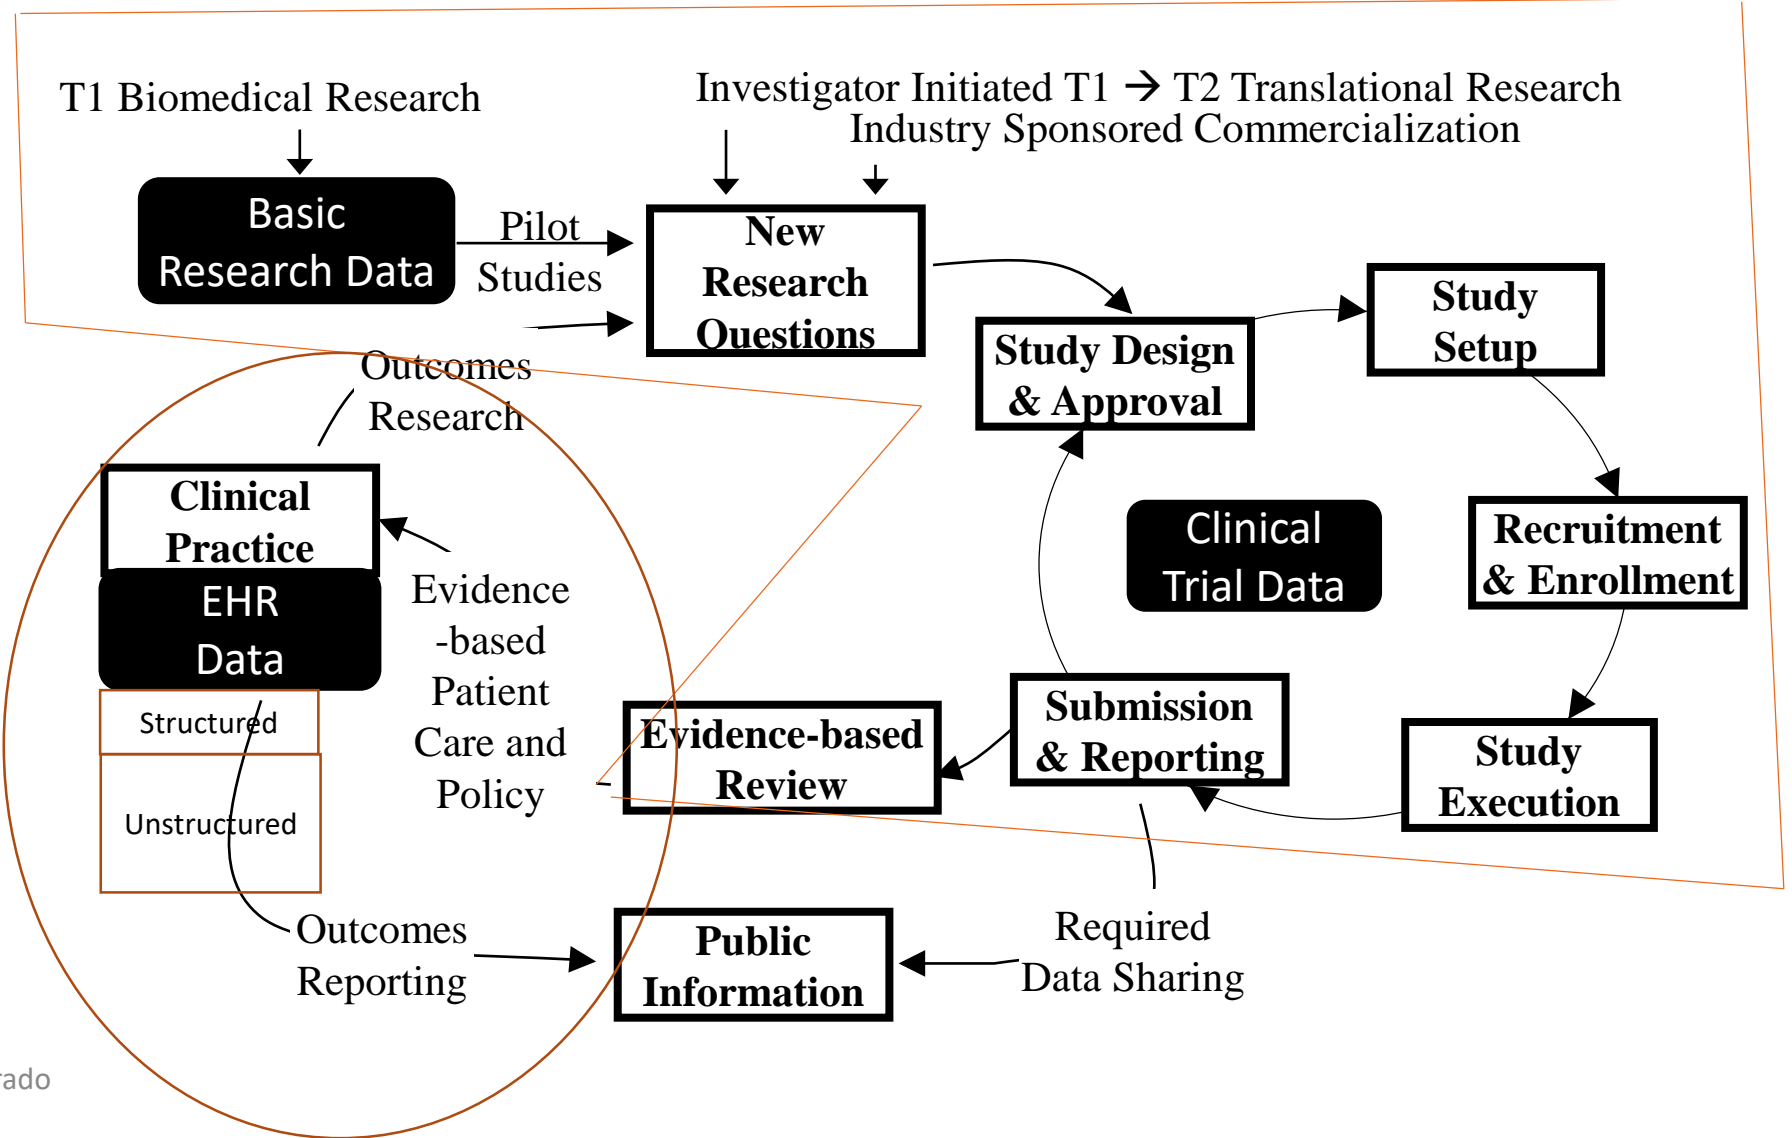 T1 Biomedical Research
Investigator Initiated T1 → T2 Translational Research
Industry Sponsored Commercialization
Basic
Research Data
Pilot
Studies
New
Research
Questions
Study Design
& Approval
Study
Setup
Outcomes
Research
Clinical
Practice
EHR
Data
Structured
Unstructured
Evidence
-based
Patient
Care and
Policy
Clinical
Trial Data
Recruitment
& Enrollment
Evidence-based
Review
Submission
& Reporting
Study
Execution
Outcomes
Reporting
Public
Information
Required
Data Sharing
rado